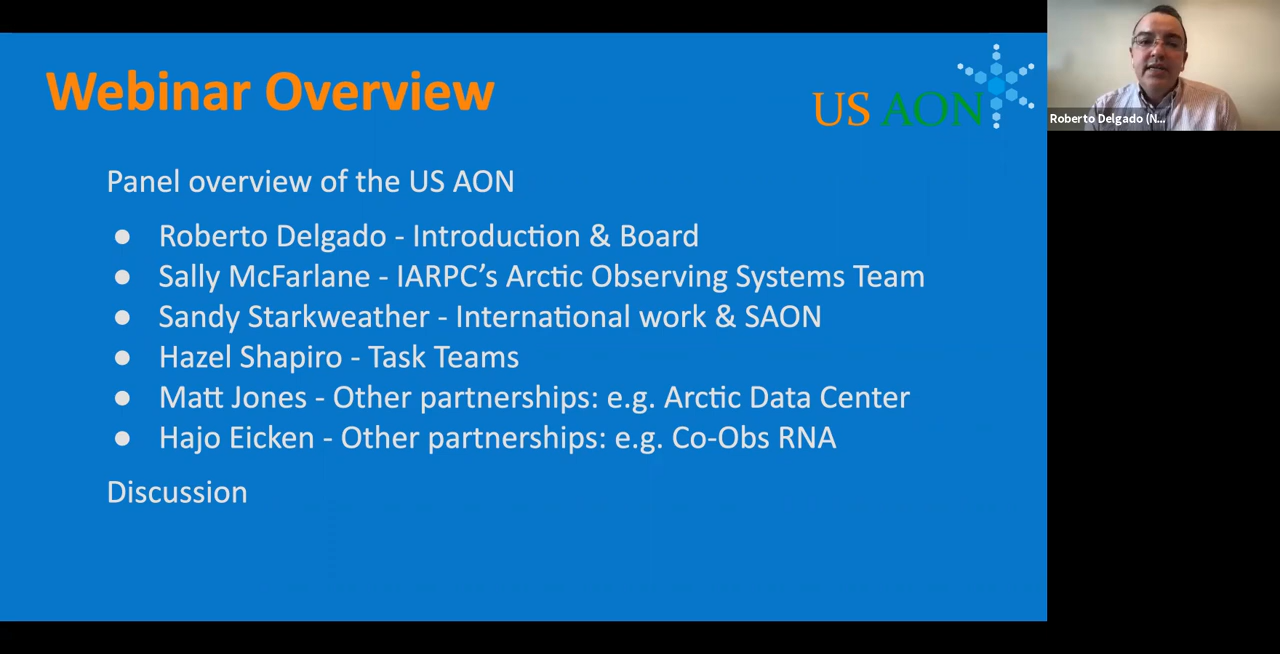 Webinar Overview
US AON
Roberto Delgado (N...
Panel overview of the US AON
● Roberto Delgado - Introduction & Board
● Sally McFarlane - IARPC’s Arctic Observing Systems Team
● Sandy Starkweather - International work & SAON
● Hazel Shapiro - Task Teams
● Matt Jones - Other partnerships: e.g. Arctic Data Center
● Hajo Eicken - Other partnerships: e.g. Co-Obs RNA
Discussion